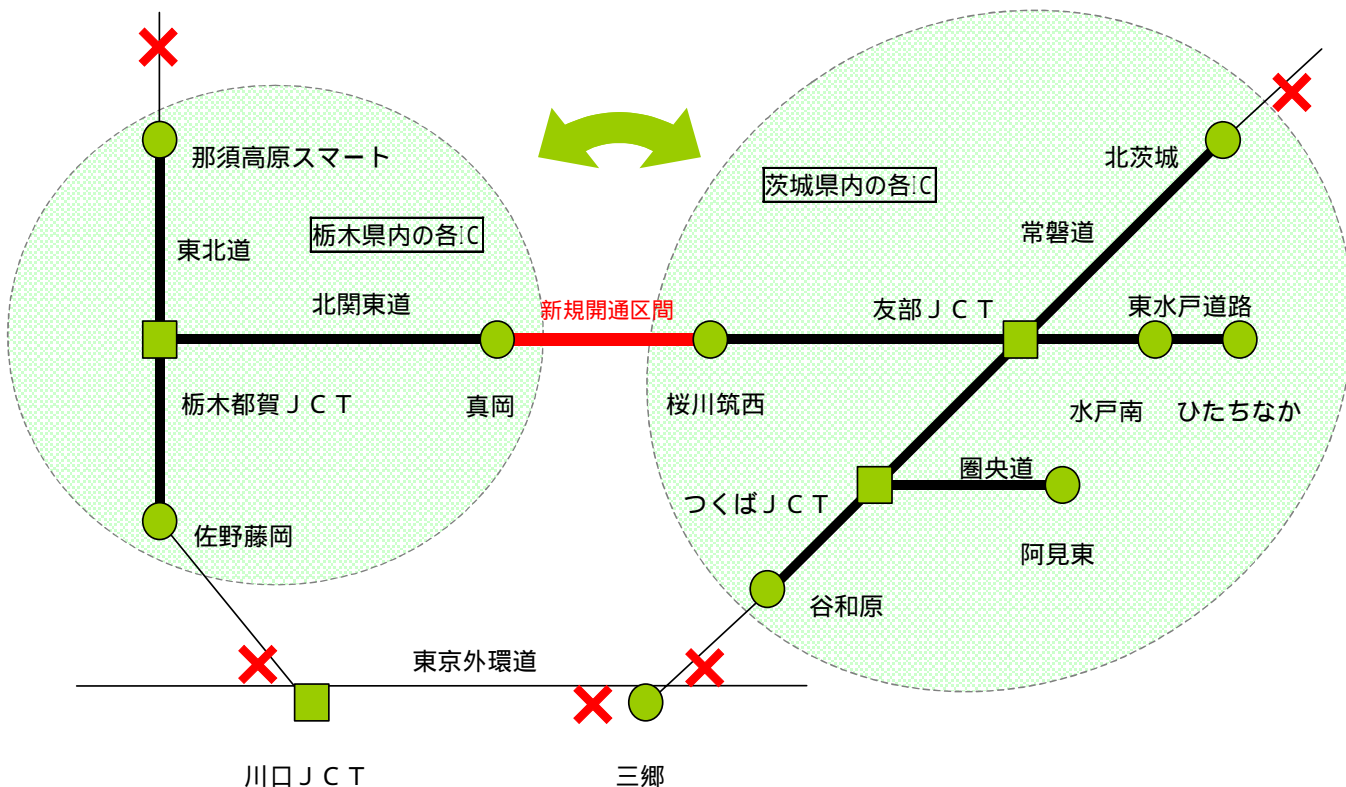 那須高原スマート
北茨城
茨城県内の各IC
栃木県内の各IC
常磐道
東北道
北関東道
新規開通区間
友部ＪＣＴ
東水戸道路
栃木都賀ＪＣＴ
真岡
桜川筑西
水戸南
ひたちなか
圏央道
つくばＪＣＴ
佐野藤岡
阿見東
谷和原
東京外環道
川口ＪＣＴ
三郷